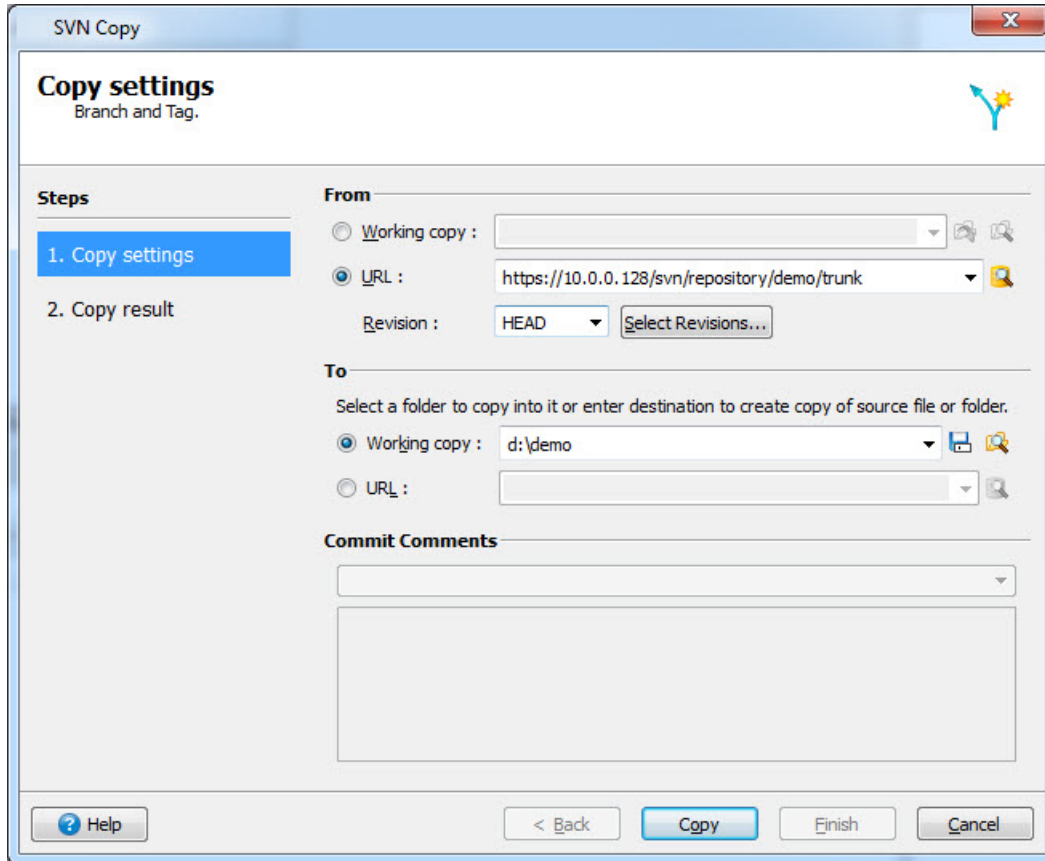 SVN Copy
Copy settings
Branch and Tag.
Steps
1. Copy settings
2. Copy result
From
Working copy :
URL : https://10.0.0.128/svn/repository/demo/trunk
Revision : HEAD Select Revisions...
To
Select a folder to copy into it or enter destination to create copy of source file or folder.
Working copy : d:\demo
URL :
Commit Comments
? Help < Back Copy Finish Cancel